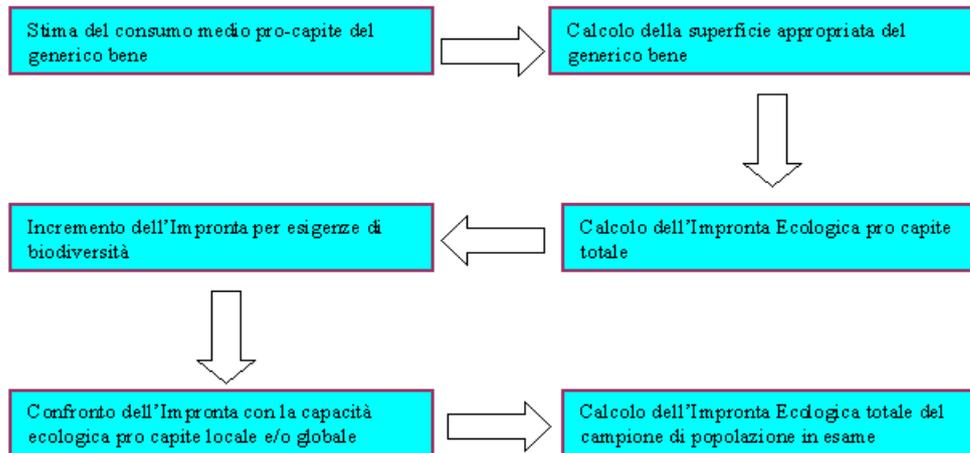 Stima del consumo medio pro-capite del
generico bene
Calcolo della superficie appropriata del
generico bene
Calcolo dell'Impronta Ecologica pro capite
totale
Incremento dell'Impronta per esigenze di
biodiversità
Confronto dell'Impronta con la capacità
ecologica pro capite locale e/o globale
Calcolo dell'Impronta Ecologica totale del
campione di popolazione in esame